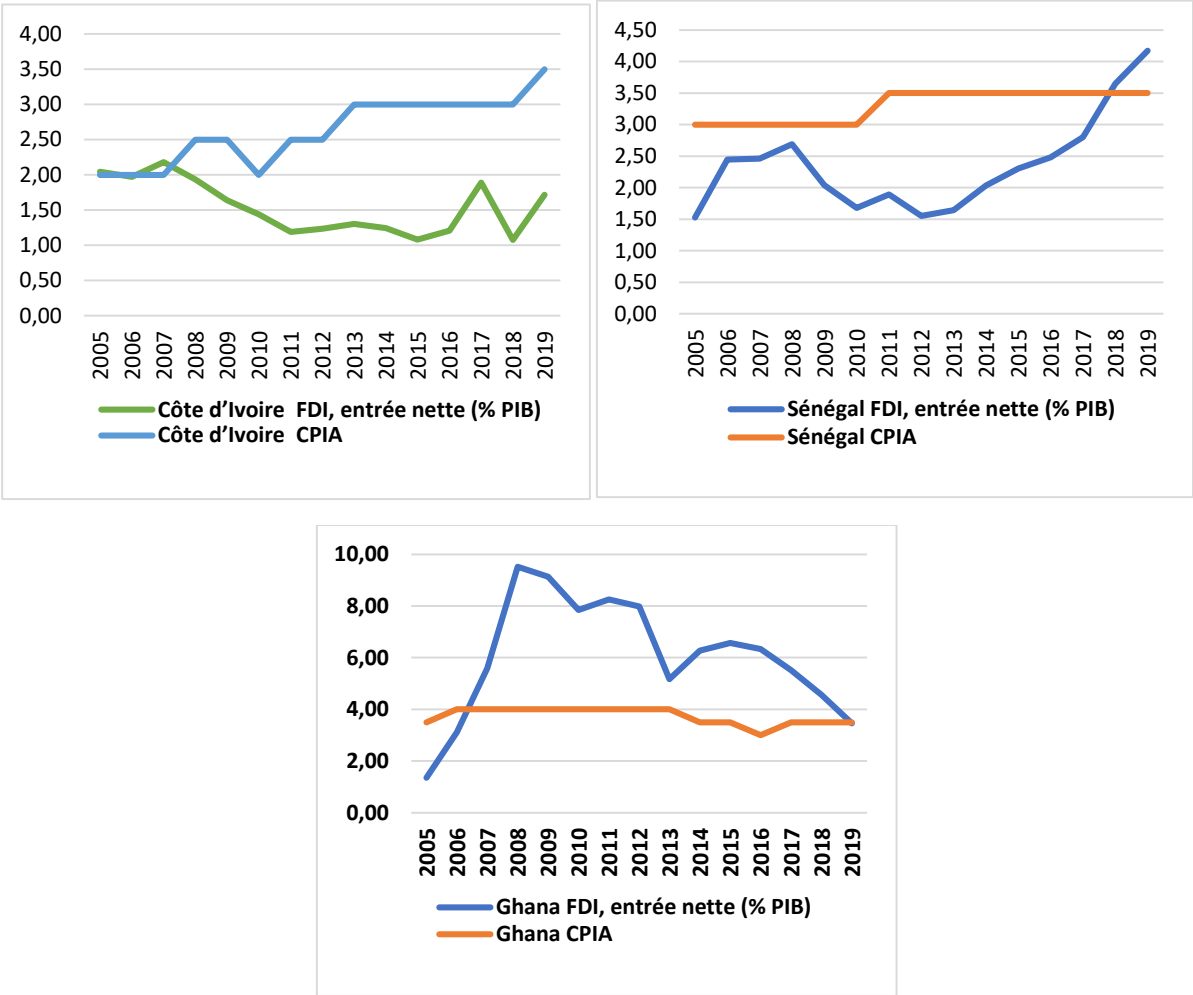 4,00
3,50
3,00
2,50
2,00
1,50
1,00
0,50
0,00
2005 2006 2007 2008 2009 2010 2011 2012 2013 2014 2015 2016 2017 2018 2019
Côte d’Ivoire FDI, entrée nette (% PIB)
Côte d’Ivoire CPIA
4,50
4,00
3,50
3,00
2,50
2,00
1,50
1,00
0,50
0,00
2005 2006 2007 2008 2009 2010 2011 2012 2013 2014 2015 2016 2017 2018 2019
Sénégal FDI, entrée nette (% PIB)
Sénégal CPIA
10,00
8,00
6,00
4,00
2,00
0,00
2005 2006 2007 2008 2009 2010 2011 2012 2013 2014 2015 2016 2017 2018 2019
Ghana FDI, entrée nette (% PIB)
Ghana CPIA